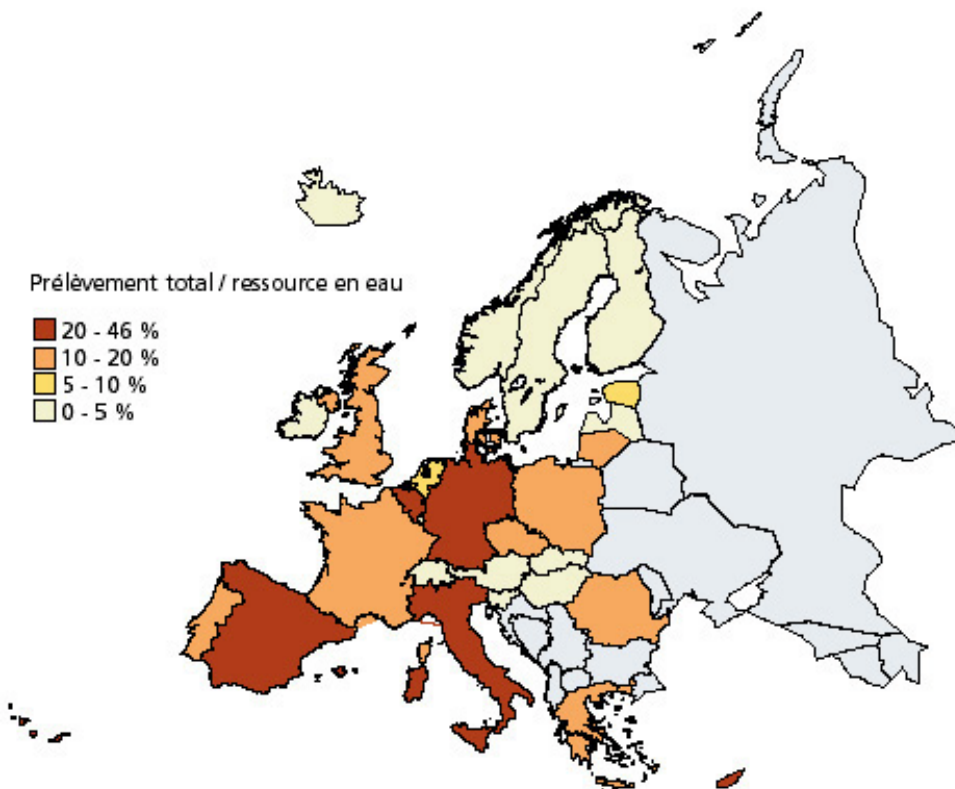 Prélèvement total / ressource en eau
20 - 46 %
10 - 20 %
5 - 10 %
0 - 5 %